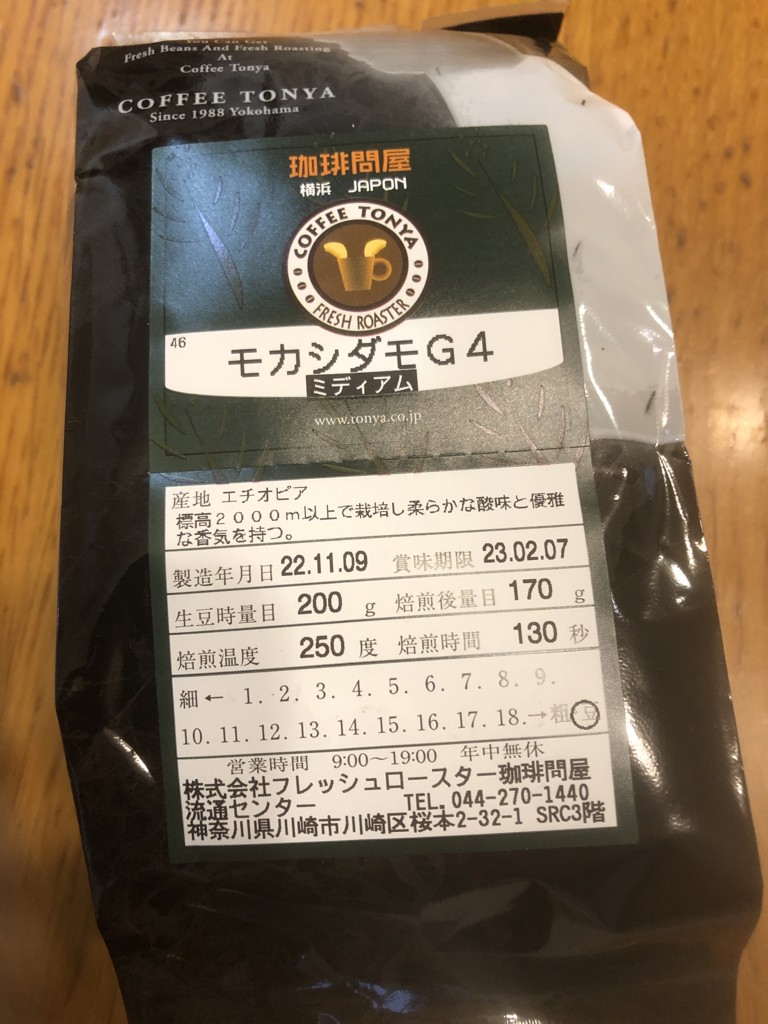 You Can Get
Fresh Beans And Fresh Roasting
At
Coffee Tonya
COFFEE TONYA
Since 1988 Yokohama
珈琲問屋
横浜 JAPON
COFFEE TONYA
FRESH ROASTER
46
モカシダモG4
ミディアム
www.tonya.co.jp
産地 エチオピア
標高2000m以上で栽培し柔らかな酸味と優雅
な香気を持つ。
製造年月日 22.11.09 賞味期限 23.02.07
生豆時量目 200 g 焙煎後量目 170 g
焙煎温度 250 度 焙煎時間 130 秒
細← 1. 2. 3. 4. 5. 6. 7. 8. 9.
10. 11. 12. 13. 14. 15. 16. 17. 18.→粗・豆
営業時間 9:00~19:00 年中無休
株式会社フレッシュロースター珈琲問屋
流通センター TEL. 044-270-1440
神奈川県川崎市川崎区桜本2-32-1 SRC3階